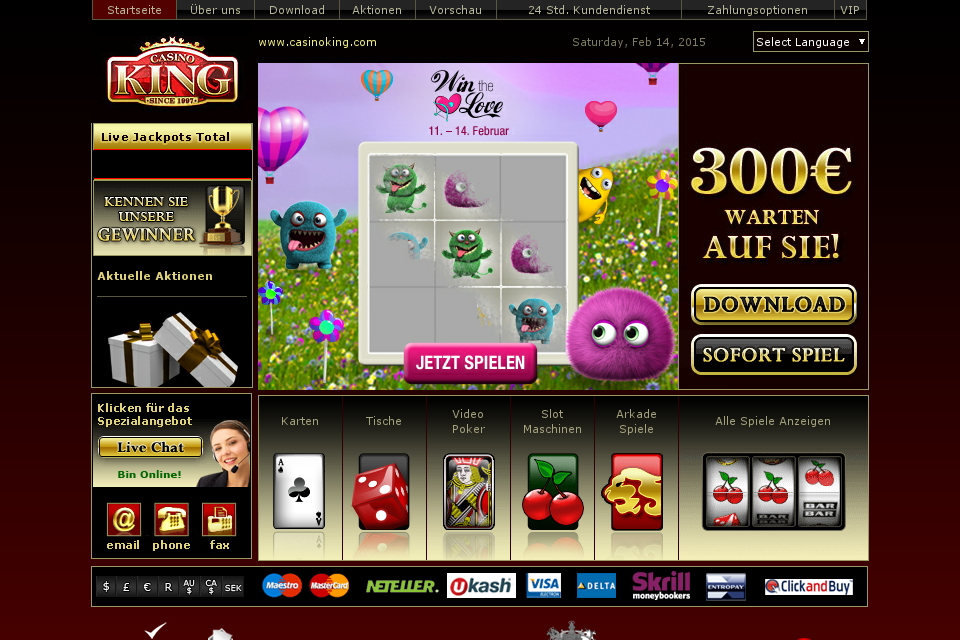 Startseite
Über uns
Download
Aktionen
Vorschau
24 Std. Kundendienst
Zahlungsoptionen
VIP
CASINO
KING
SINCE 1997
www.casinoking.com
Saturday, Feb 14, 2015
Select Language
Live Jackpots Total
KENNEN SIE
UNSERE
GEWINNER
Aktuelle Aktionen
Win the
Love
11. – 14. Februar
JETZT SPIELEN
300€
WARTEN
AUF SIE!
DOWNLOAD
SOFORT SPIEL
Klicken für das
Spezialangebot
Live Chat
Bin Online!
email
phone
fax
Karten
Tische
Video
Poker
Slot
Maschinen
Arkade
Spiele
Alle Spiele Anzeigen
A
A
BAR
BAR
BAR
BAR
$ £ € R AU$ CA$ SEK
Maestro
MasterCard
NETELLER.
Ukash
VISA
ELECTRON
DELTA
Skrill
moneybookers
ENTROPAY
ClickandBuy